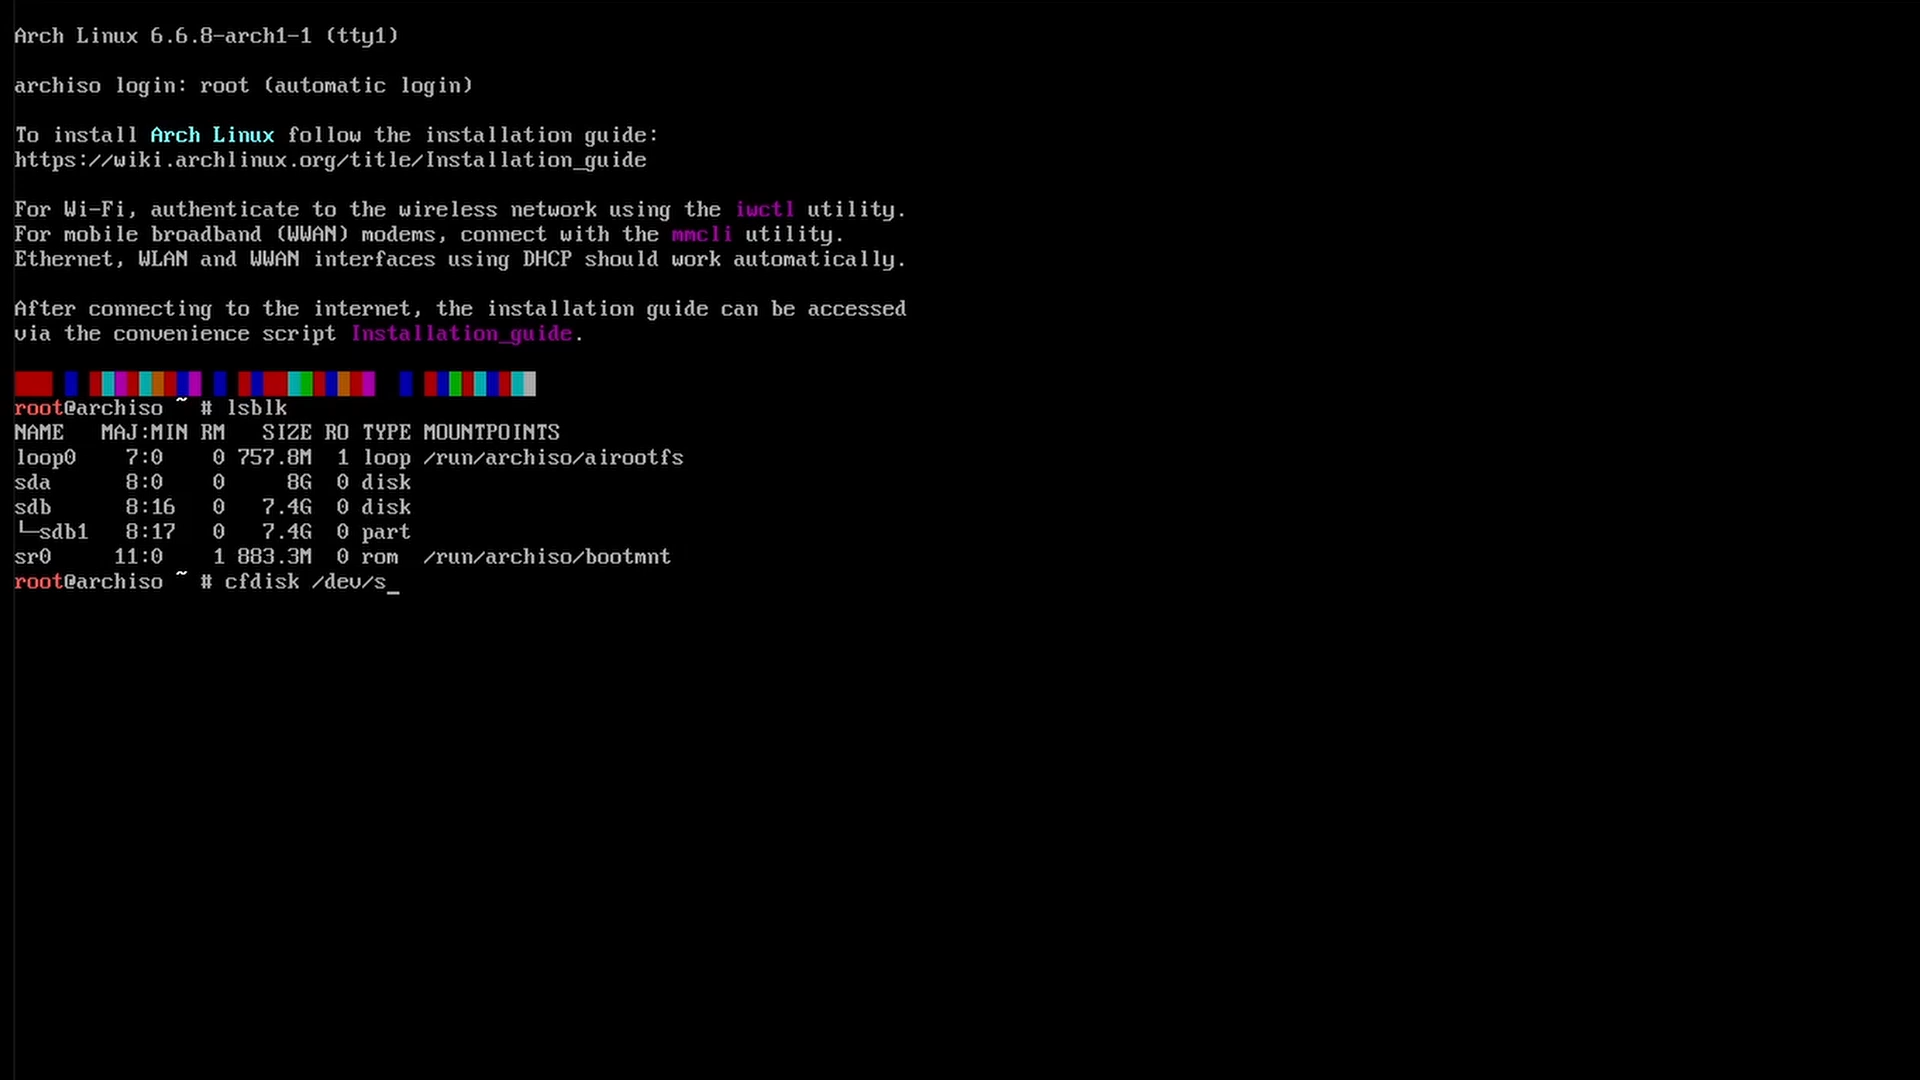 Arch Linux 6.6.8-arch1-1 (tty1)
archiso login: root (automatic login)
To install Arch Linux follow the installation guide:
https://wiki.archlinux.org/title/Installation_guide
For Wi-Fi, authenticate to the wireless network using the iwctl utility.
For mobile broadband (WWAN) modems, connect with the mmcli utility.
Ethernet, WLAN and WWAN interfaces using DHCP should work automatically.
After connecting to the internet, the installation guide can be accessed
via the convenience script Installation_guide.
root@archiso ~ # lsblk
NAME   MAJ:MIN RM   SIZE RO TYPE MOUNTPOINTS
loop0    7:0    0 757.8M  1 loop /run/archiso/airootfs
sda      8:0    0     8G  0 disk
sdb      8:16   0   7.4G  0 disk
└─sdb1   8:17   0   7.4G  0 part
sr0     11:0    1 883.3M  0 rom  /run/archiso/bootmnt
root@archiso ~ # cfdisk /dev/s_